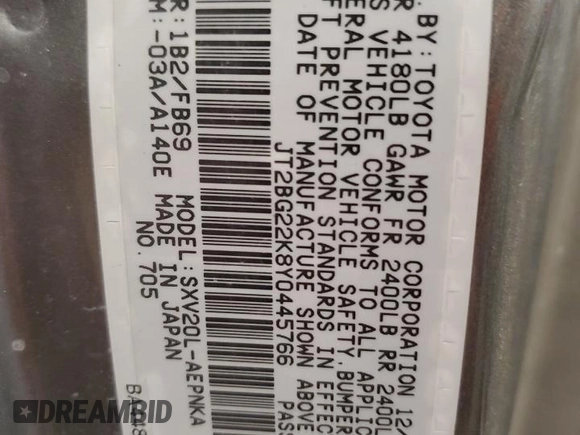 BY: TOYOTA MOTOR CORPORATION 12/
R 4180LB GAWR FR 2400LB RR 2400L
S VEHICLE CONFORMS TO ALL APPLIC
ERAL MOTOR VEHICLE SAFETY, BUMPER
FT PREVENTION STANDARDS IN EFFEC
DATE OF MANUFACTURE SHOWN ABOVE
JT2BG22K8Y0445766 PASS
R: 1B2/FB69 MODEL: SXV20L-AEPNKA
M: -03A/A140E MADE IN JAPAN
NO. 705
DREAMBID